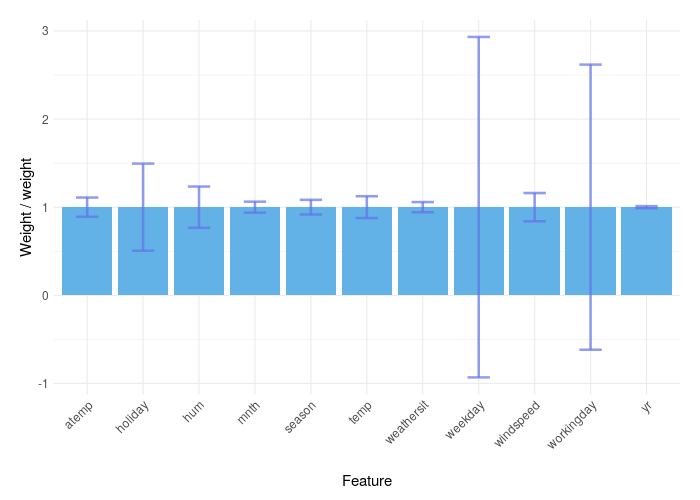 3
2
1
0
-1
Weight / weight
atemp
holiday
hum
mnth
season
temp
weathersit
weekday
windspeed
workingday
yr
Feature